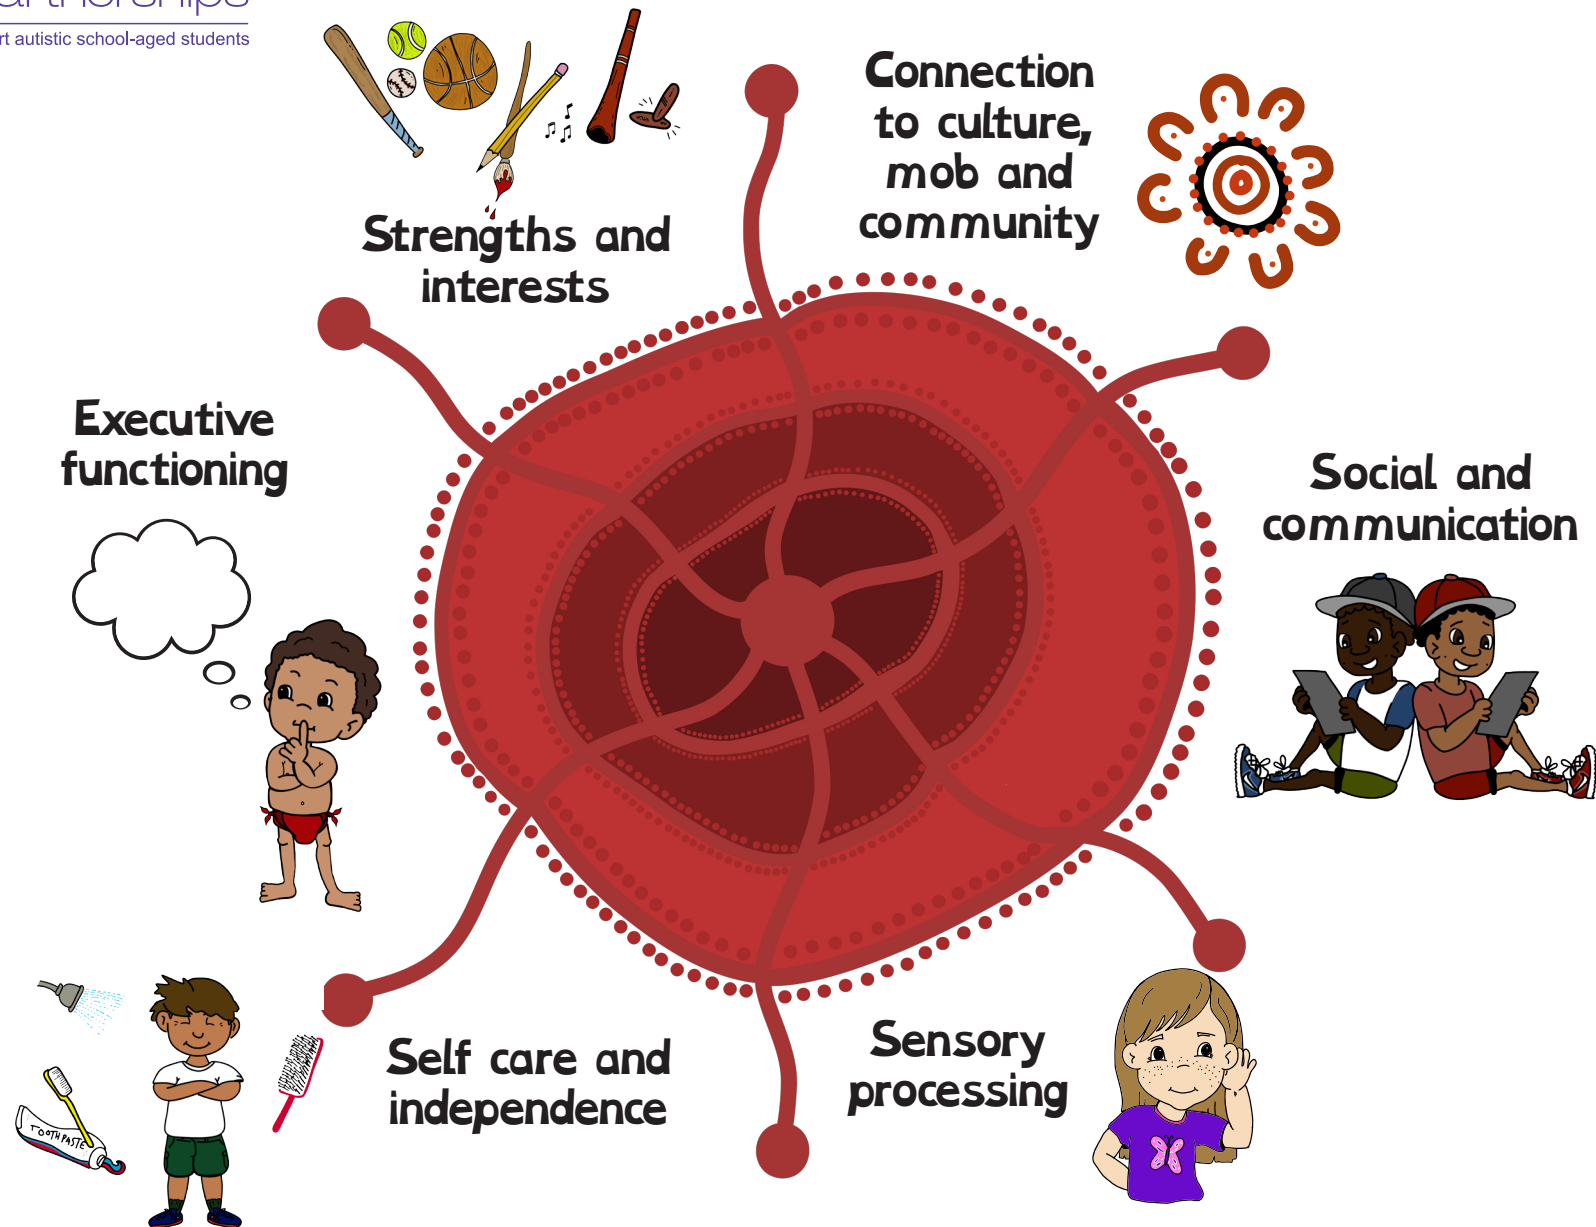 rt autistic school-aged students
Strengths and
interests
Connection
to culture,
mob and
community
Executive
functioning
Social and
communication
Self care and
independence
Sensory
processing
TOOTHPASTE